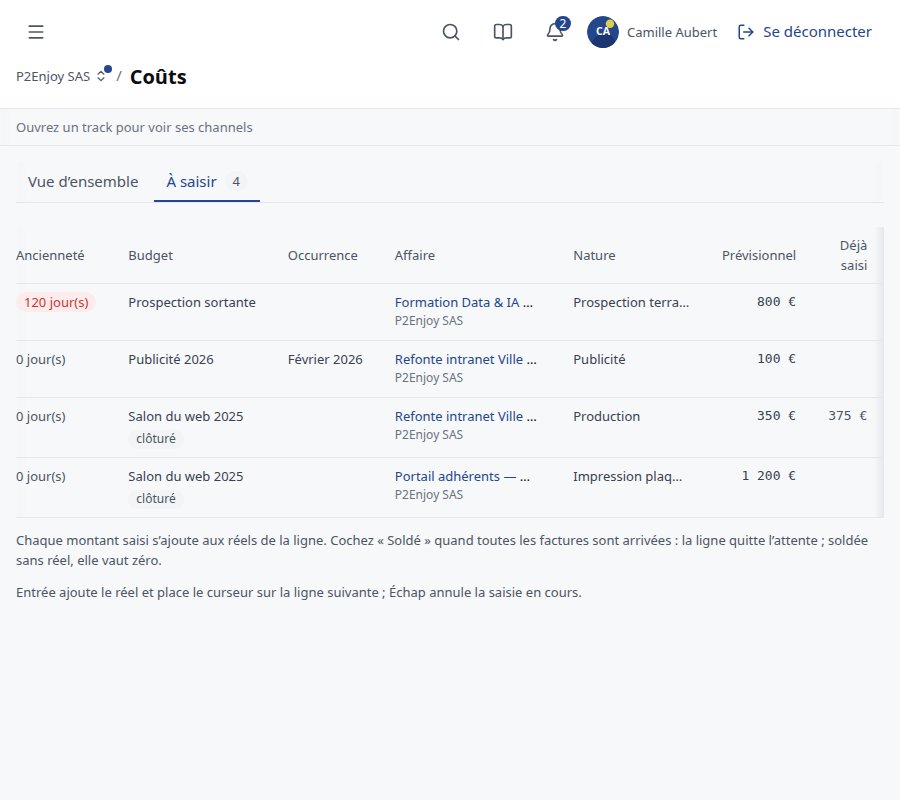 2
CA
Camille Aubert
Se déconnecter
P2Enjoy SAS / Coûts
Ouvrez un track pour voir ses channels
Vue d’ensemble
À saisir 4
Ancienneté Budget Occurrence Affaire Nature Prévisionnel Déjà saisi
120 jour(s) Prospection sortante Formation Data & IA ... Prospection terra... 800 €
P2Enjoy SAS
0 jour(s) Publicité 2026 Février 2026 Refonte intranet Ville ... Publicité 100 €
P2Enjoy SAS
0 jour(s) Salon du web 2025 Refonte intranet Ville ... Production 350 € 375 €
clôturé P2Enjoy SAS
0 jour(s) Salon du web 2025 Portail adhérents — ... Impression plaq... 1 200 €
clôturé P2Enjoy SAS
Chaque montant saisi s’ajoute aux réels de la ligne. Cochez « Soldé » quand toutes les factures sont arrivées : la ligne quitte l’attente ; soldée
sans réel, elle vaut zéro.
Entrée ajoute le réel et place le curseur sur la ligne suivante ; Échap annule la saisie en cours.